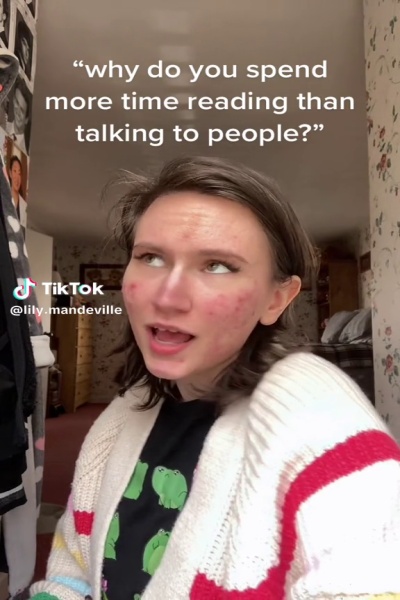 “why do you spend
more time reading than
talking to people?”
TikTok
@lily.mandeville